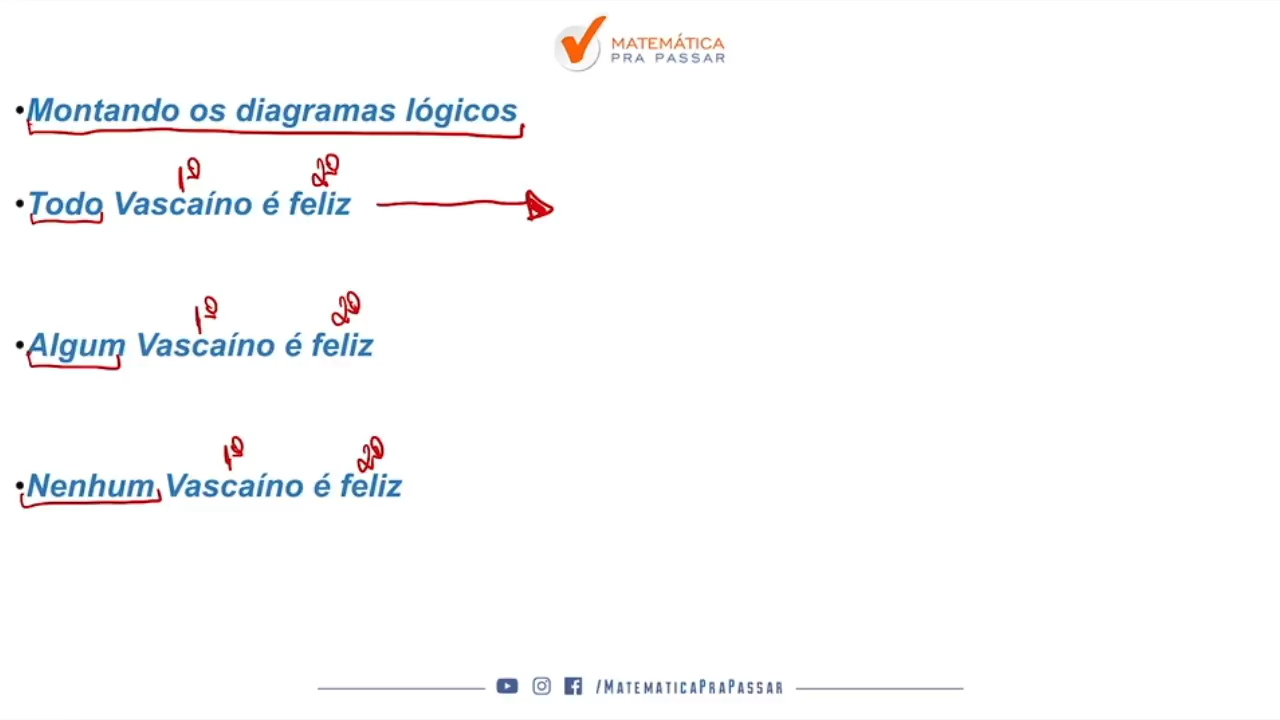 MATEMÁTICA
PRA PASSAR
•Montando os diagramas lógicos
1º 2º
•Todo Vascaíno é feliz
1º 2º
•Algum Vascaíno é feliz
1º 2º
•Nenhum Vascaíno é feliz
/MATEMATICAPRAPASSAR